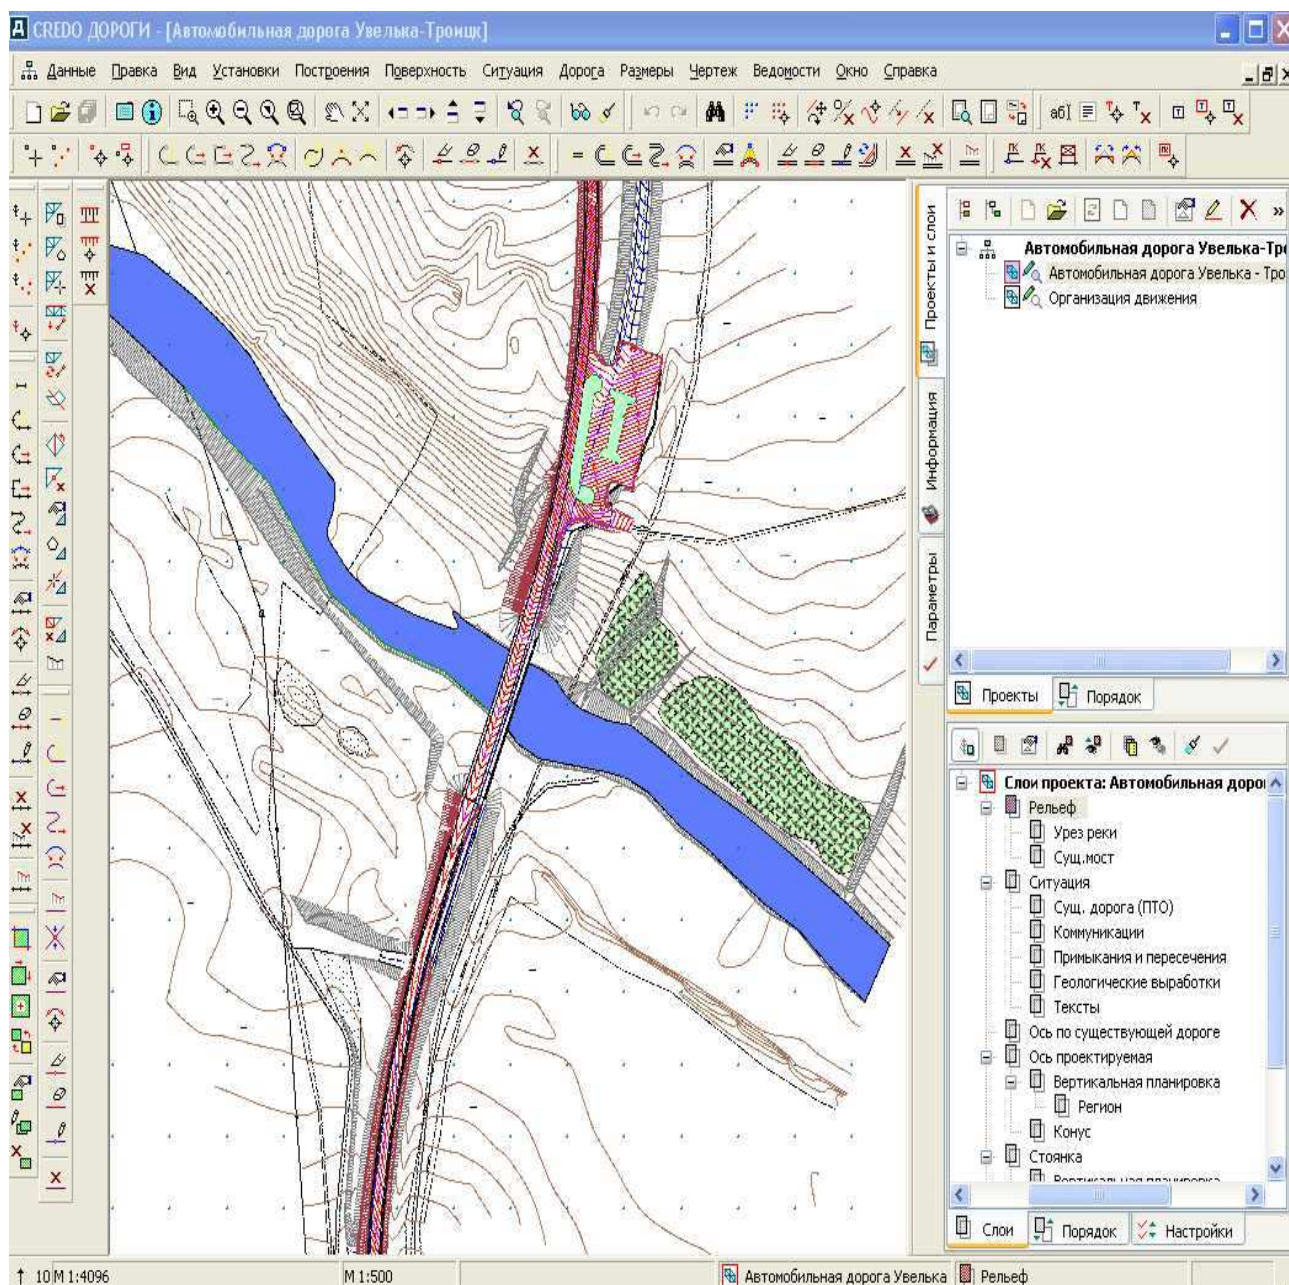 CREDO ДОРОГИ - [Автомобильная дорога Увелька-Троицк]
Данные Правка Вид Установки Построения Поверхность Ситуация Дорога Размеры Чертеж Ведомости Окно Справка
Проекты и слои
Информация
Параметры
Автомобильная дорога Увелька-Тро
Автомобильная дорога Увелька - Тро
Организация движения
Проекты Порядок
Слои проекта: Автомобильная дорог
Рельеф
Урез реки
Сущ.мост
Ситуация
Сущ. дорога (ПТО)
Коммуникации
Примыкания и пересечения
Геологические выработки
Тексты
Ось по существующей дороге
Ось проектируемая
Вертикальная планировка
Регион
Конус
Стоянка
Вертикальная планировка
Слои Порядок Настройки
10 М 1:4096 М 1:500 Автомобильная дорога Увелька Рельеф